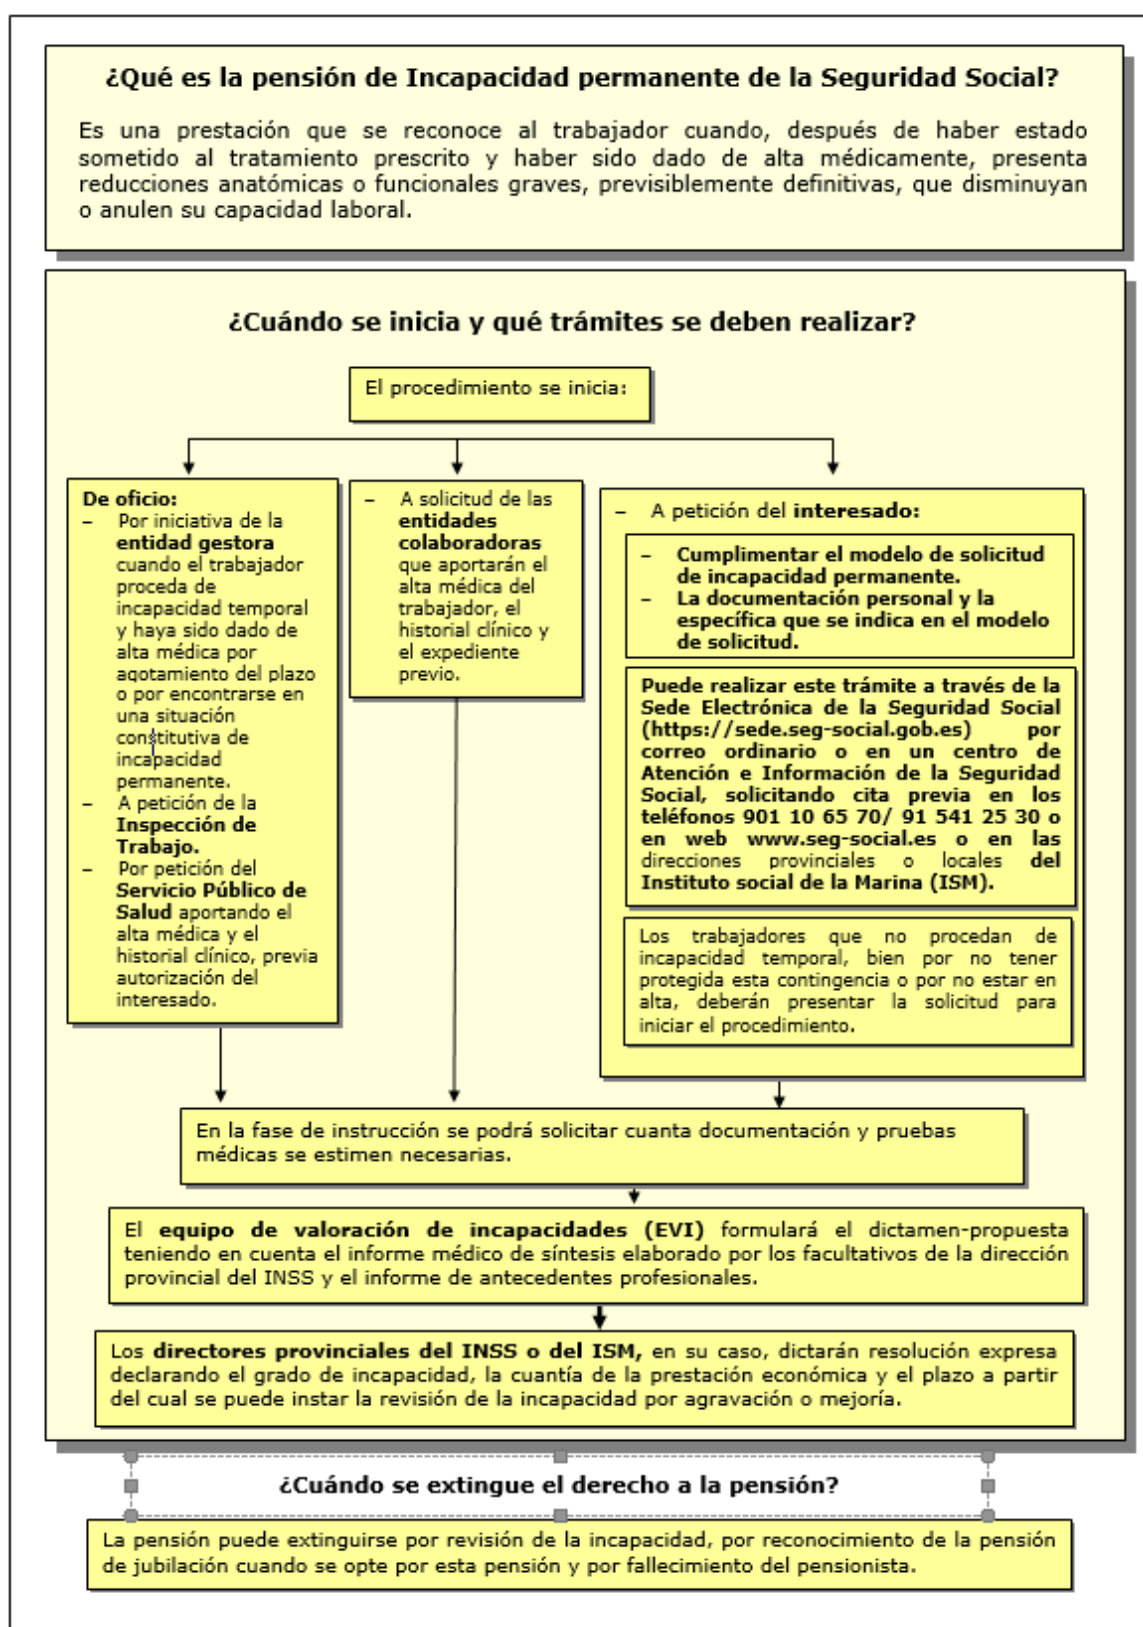 ¿Qué es la pensión de Incapacidad permanente de la Seguridad Social?
Es una prestación que se reconoce al trabajador cuando, después de haber estado
sometido al tratamiento prescrito y haber sido dado de alta médicamente, presenta
reducciones anatómicas o funcionales graves, previsiblemente definitivas, que disminuyan
o anulen su capacidad laboral.
¿Cuándo se inicia y qué trámites se deben realizar?
El procedimiento se inicia:
De oficio:
– Por iniciativa de la
entidad gestora
cuando el trabajador
proceda de
incapacidad temporal
y haya sido dado de
alta médica por
agotamiento del plazo
o por encontrarse en
una situación
constitutiva de
incapacidad
permanente.
– A petición de la
Inspección de
Trabajo.
– Por petición del
Servicio Público de
Salud aportando el
alta médica y el
historial clínico, previa
autorización del
interesado.
– A solicitud de las
entidades
colaboradoras
que aportarán el
alta médica del
trabajador, el
historial clínico y
el expediente
previo.
– A petición del interesado:
– Cumplimentar el modelo de solicitud
de incapacidad permanente.
– La documentación personal y la
específica que se indica en el modelo
de solicitud.
Puede realizar este trámite a través de la
Sede Electrónica de la Seguridad Social
(https://sede.seg-social.gob.es) por
correo ordinario o en un centro de
Atención e Información de la Seguridad
Social, solicitando cita previa en los
teléfonos 901 10 65 70/ 91 541 25 30 o
en web www.seg-social.es o en las
direcciones provinciales o locales del
Instituto social de la Marina (ISM).
Los trabajadores que no procedan de
incapacidad temporal, bien por no tener
protegida esta contingencia o por no estar en
alta, deberán presentar la solicitud para
iniciar el procedimiento.
En la fase de instrucción se podrá solicitar cuanta documentación y pruebas
médicas se estimen necesarias.
El equipo de valoración de incapacidades (EVI) formulará el dictamen-propuesta
teniendo en cuenta el informe médico de síntesis elaborado por los facultativos de la dirección
provincial del INSS y el informe de antecedentes profesionales.
Los directores provinciales del INSS o del ISM, en su caso, dictarán resolución expresa
declarando el grado de incapacidad, la cuantía de la prestación económica y el plazo a partir
del cual se puede instar la revisión de la incapacidad por agravación o mejoría.
¿Cuándo se extingue el derecho a la pensión?
La pensión puede extinguirse por revisión de la incapacidad, por reconocimiento de la pensión
de jubilación cuando se opte por esta pensión y por fallecimiento del pensionista.